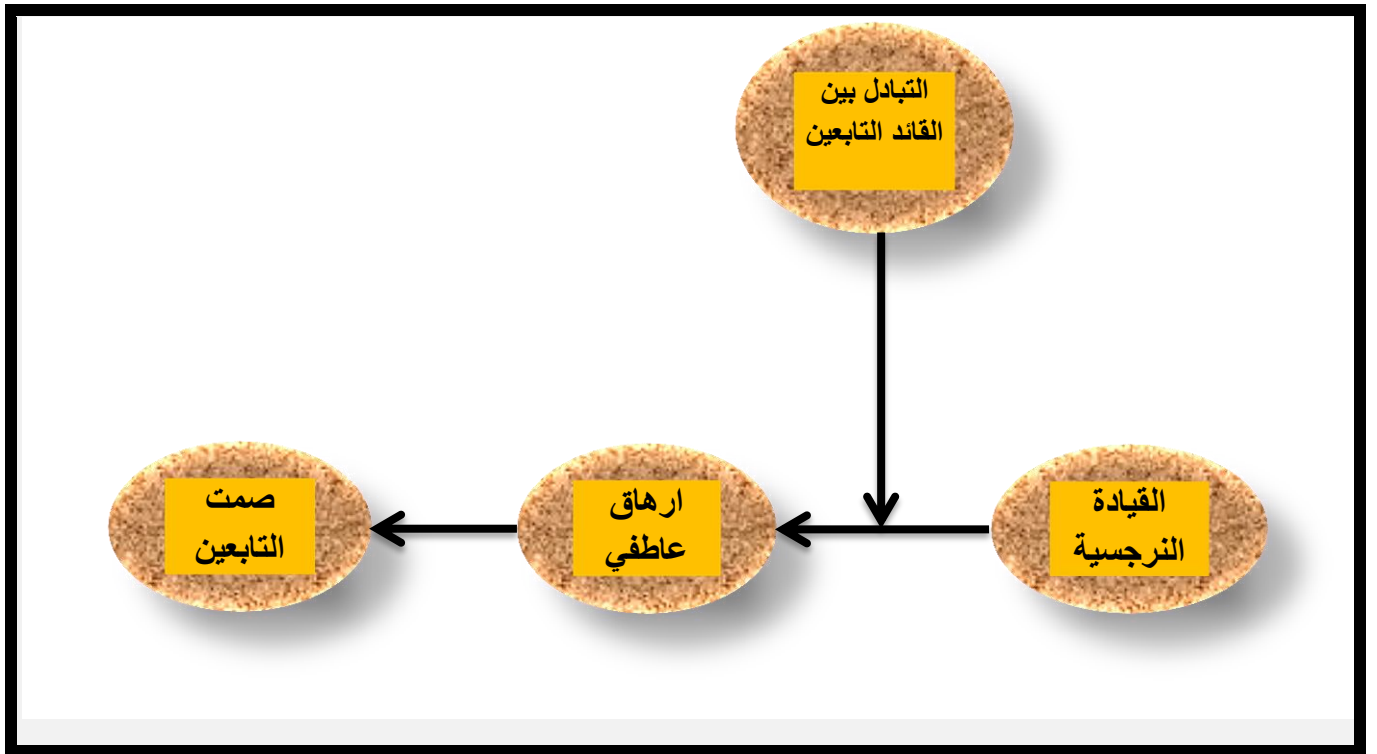 التبادل بين
القائد التابعين
القيادة
النرجسية
ارهاق
عاطفي
صمت
التابعين